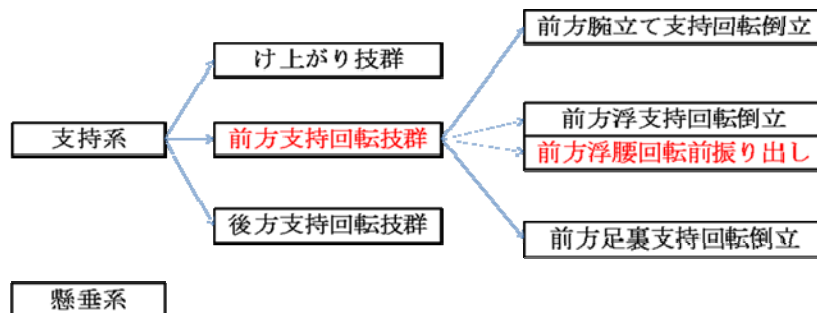 支持系
懸垂系
け上がり技群
前方支持回転技群
後方支持回転技群
前方腕立て支持回転倒立
前方浮支持回転倒立
前方浮腰回転前振り出し
前方足裏支持回転倒立